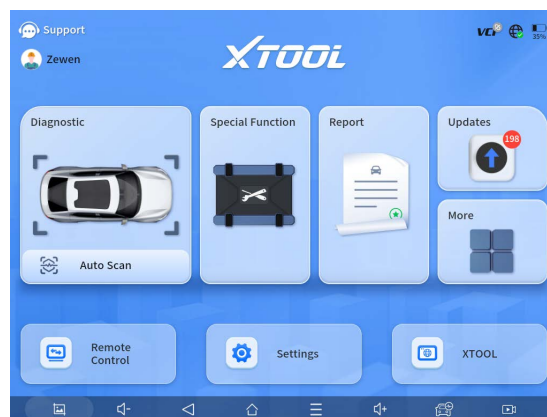 Support
VCI
35%
Zewen
XTOOL
Diagnostic
Special Function
Report
Updates
198
More
Auto Scan
Remote
Control
Settings
XTOOL